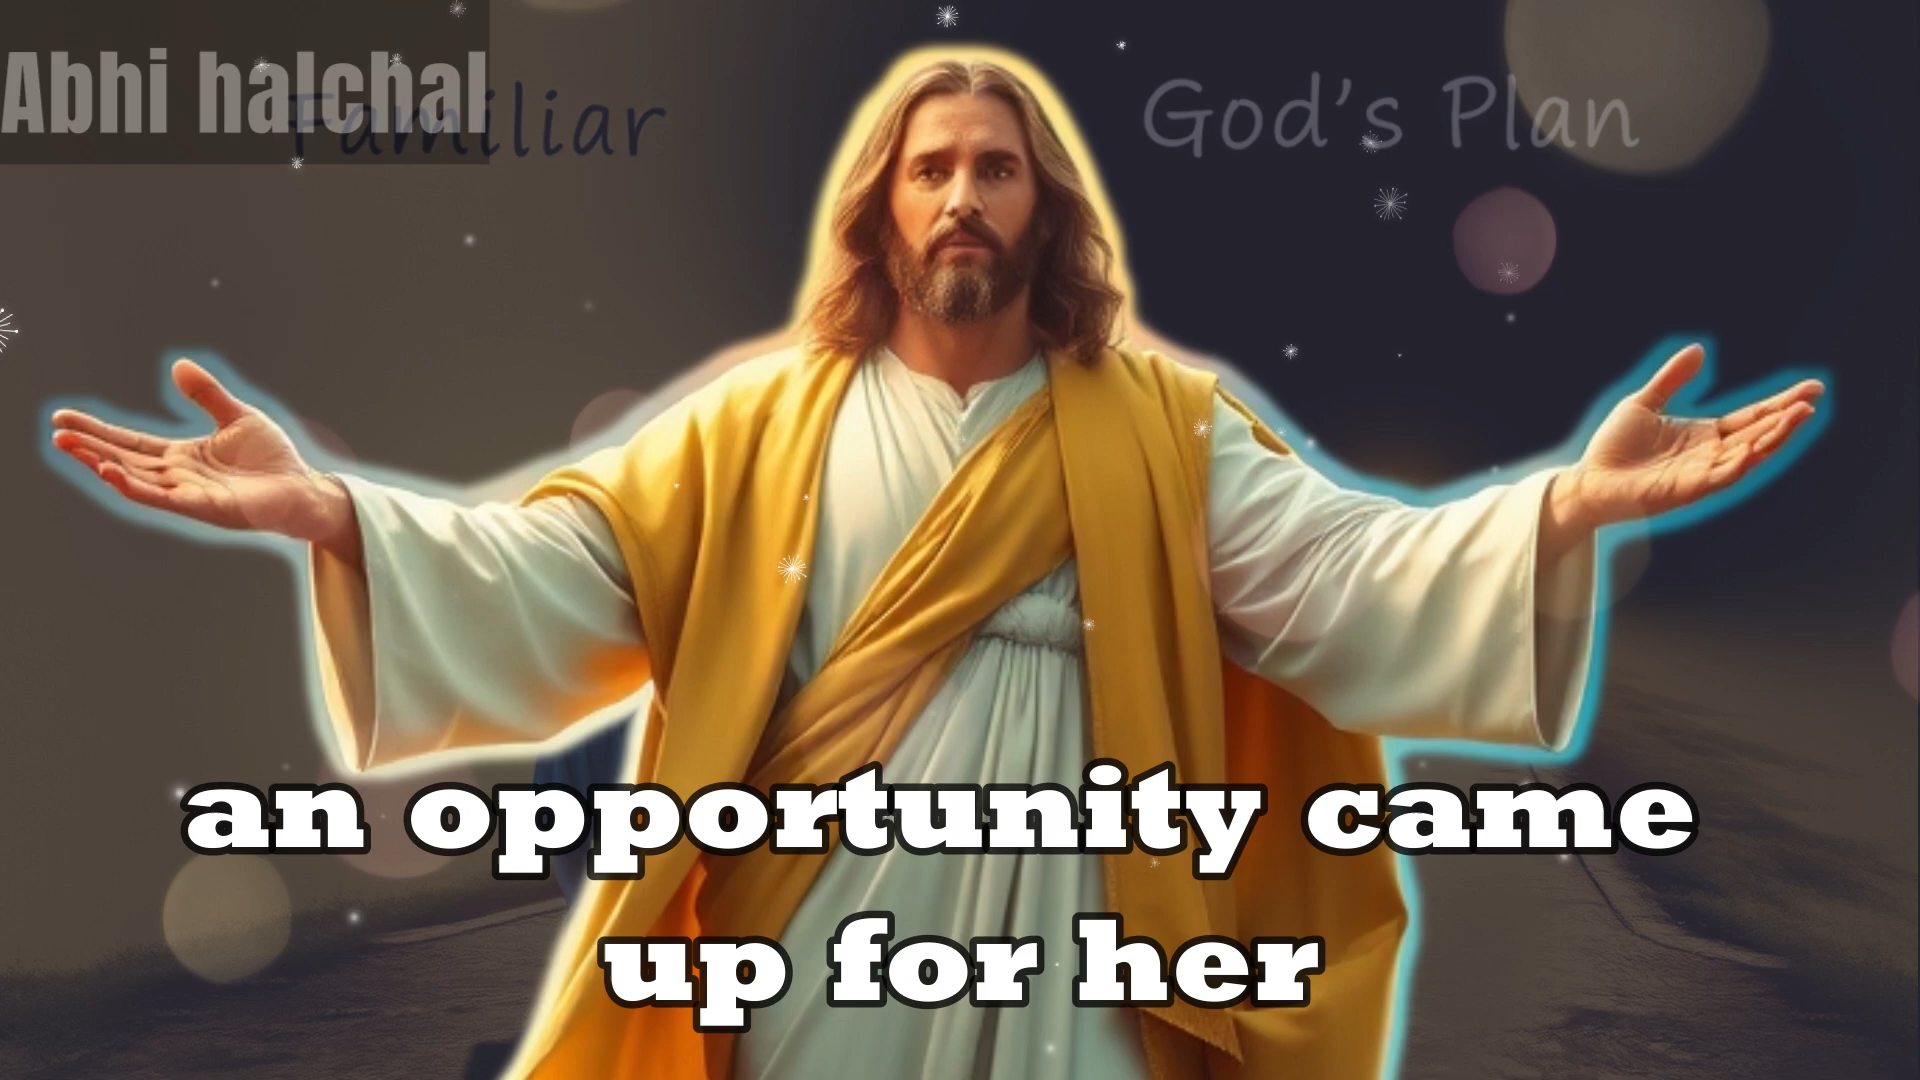 Abhi halchal
Familiar
God's Plan
an opportunity came
up for her